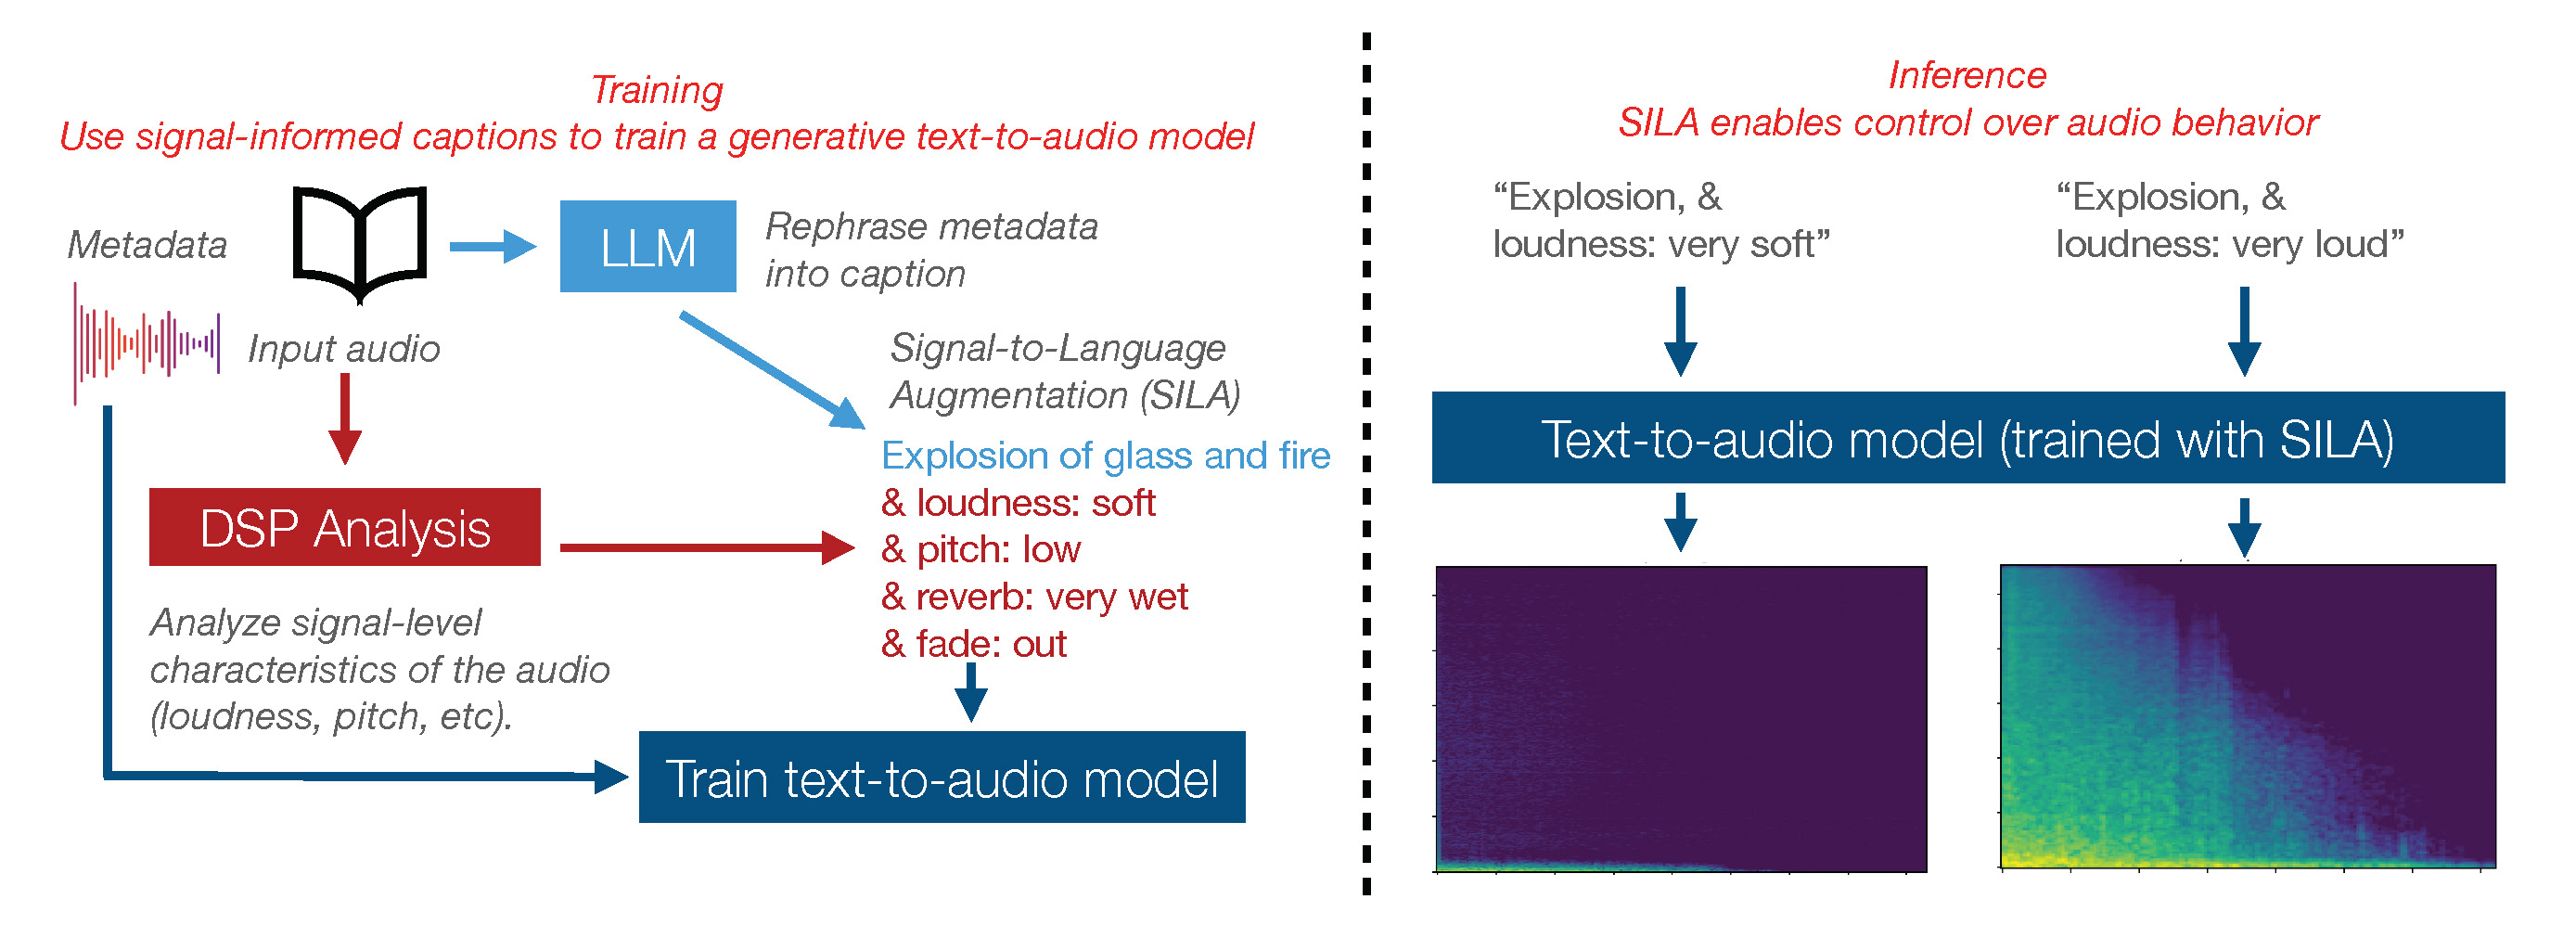 Training
Use signal-informed captions to train a generative text-to-audio model
Metadata
LLM
Rephrase metadata
into caption
Input audio
Signal-to-Language
Augmentation (SILA)
Explosion of glass and fire
& loudness: soft
& pitch: low
& reverb: very wet
& fade: out
DSP Analysis
Analyze signal-level
characteristics of the audio
(loudness, pitch, etc).
Train text-to-audio model
Inference
SILA enables control over audio behavior
“Explosion, &
loudness: very soft”
“Explosion, &
loudness: very loud”
Text-to-audio model (trained with SILA)